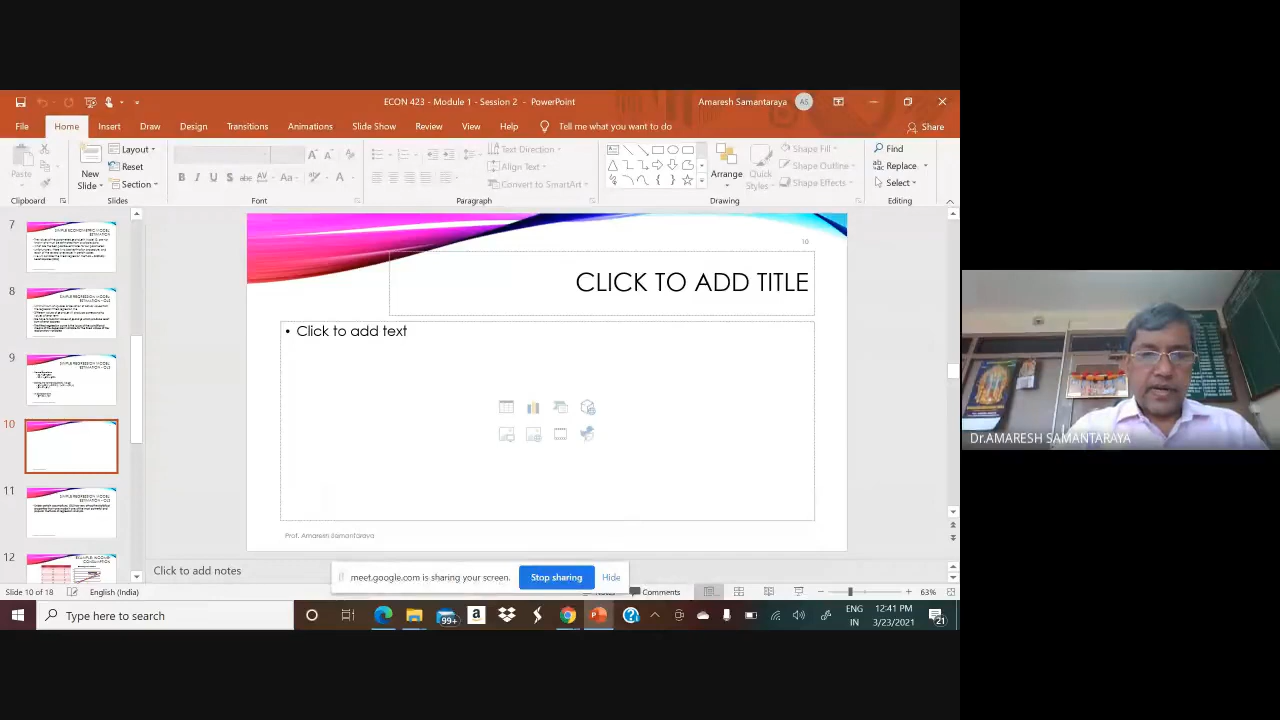 ECON 423 - Module 1 - Session 2 - PowerPoint
Amaresh Samantaraya AS
File Home Insert Draw Design Transitions Animations Slide Show Review View Help Tell me what you want to do Share
Paste
New Slide
Layout
Reset
Section
Text Direction
Align Text
Convert to SmartArt
Arrange
Quick Styles
Shape Fill
Shape Outline
Shape Effects
Find
Replace
Select
Clipboard Slides Font Paragraph Drawing Editing
7
8
9
10
11
12
10
CLICK TO ADD TITLE
• Click to add text
Prof. Amaresh Samantaraya
Click to add notes
meet.google.com is sharing your screen. Stop sharing Hide
Slide 10 of 18 English (India) Comments 63%
Type here to search
99+
ENG
IN
12:41 PM
3/23/2021
21
Dr.AMARESH SAMANTARAYA